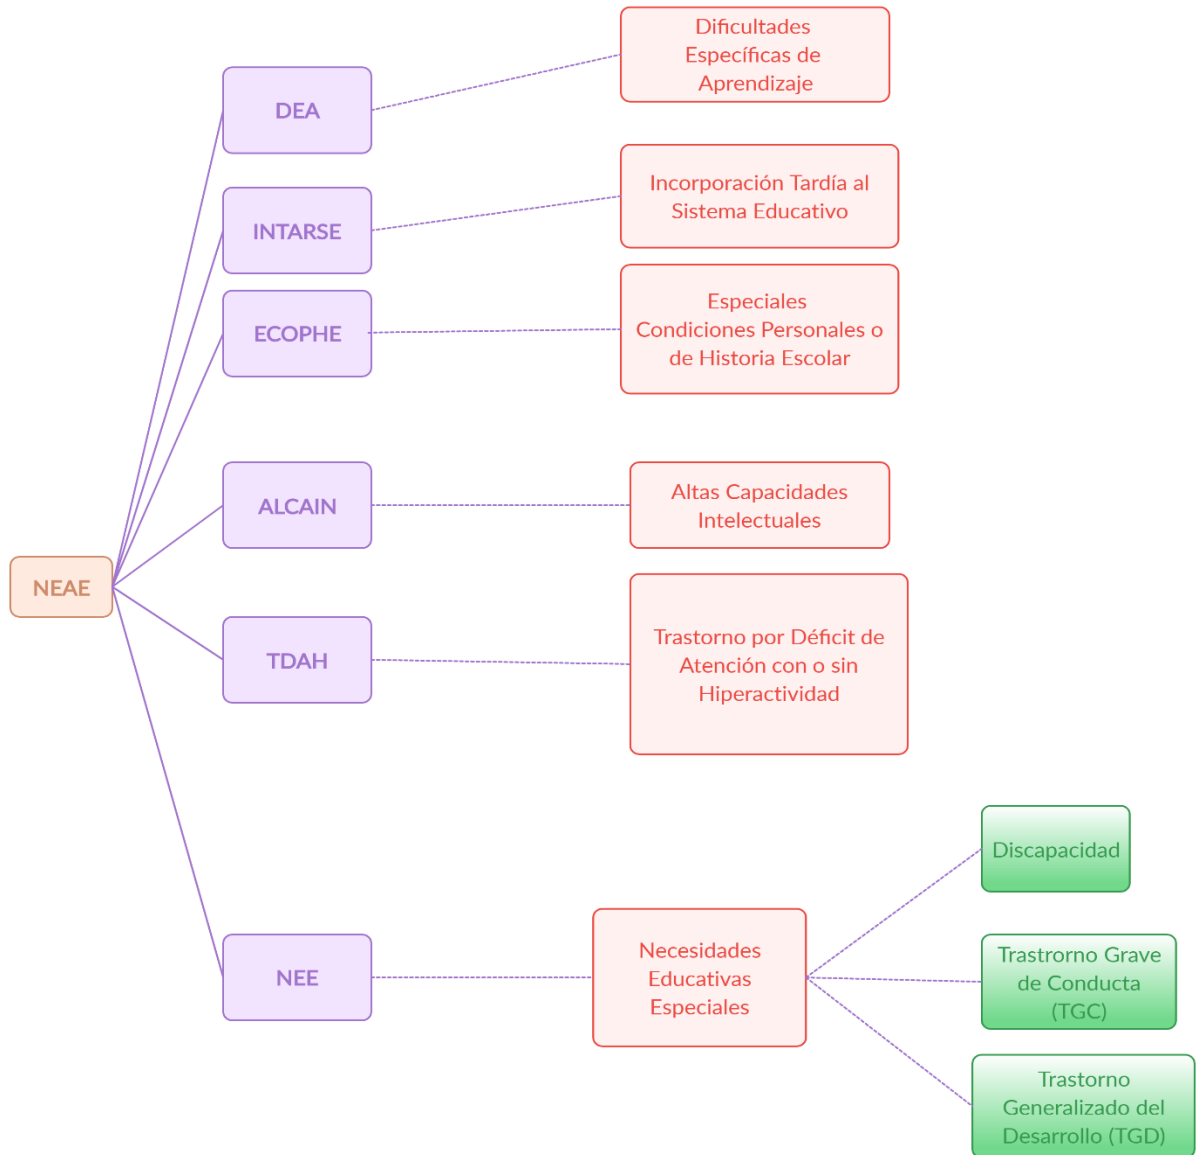 Dificultades
Específicas de
Aprendizaje
DEA
Incorporación Tardía al
Sistema Educativo
INTARSE
Especiales
Condiciones Personales o
de Historia Escolar
ECOPHE
Altas Capacidades
Intelectuales
ALCAIN
NEAE
Trastorno por Déficit de
Atención con o sin
Hiperactividad
TDAH
Discapacidad
Necesidades
Educativas
Especiales
NEE
Trastrorno Grave
de Conducta
(TGC)
Trastorno
Generalizado del
Desarrollo (TGD)